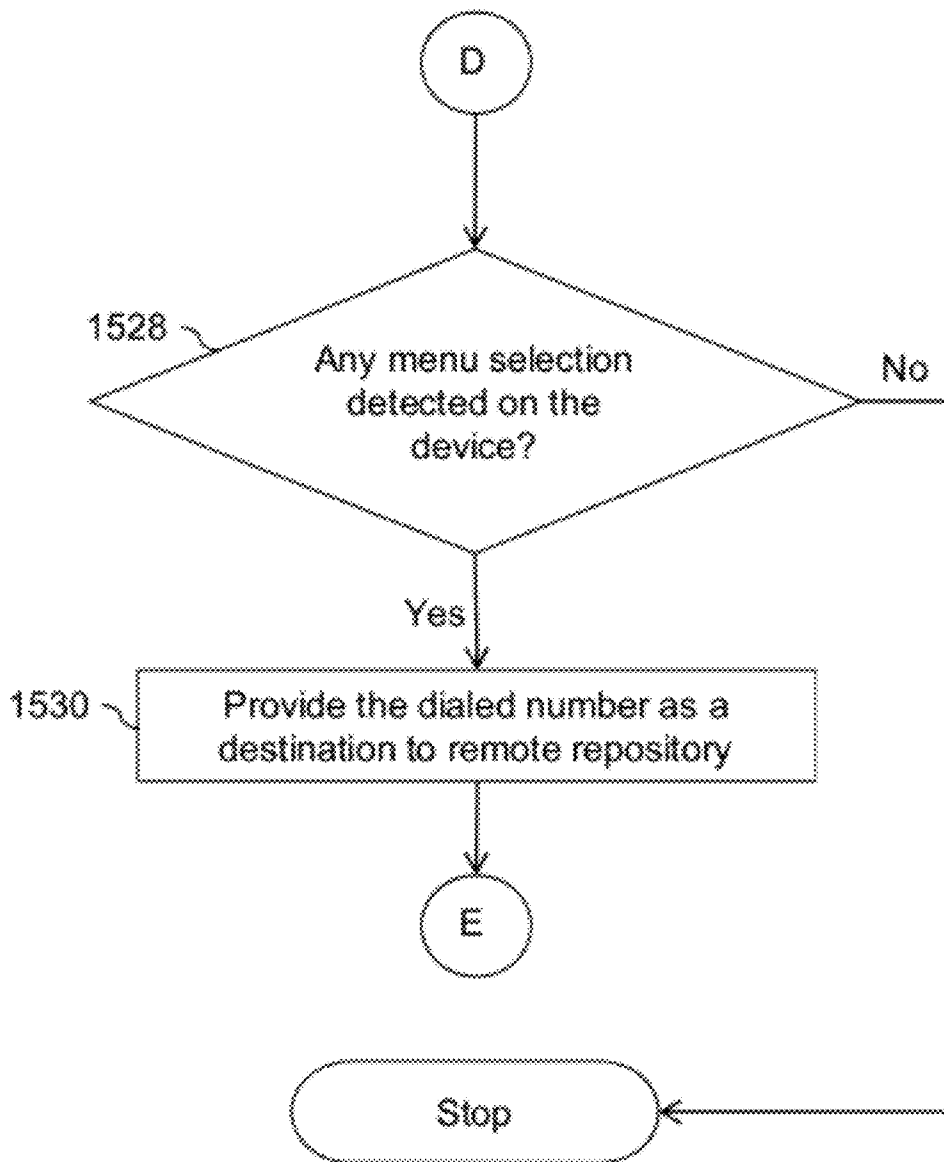 D
1528
Any menu selection
detected on the
device?
No
Yes
1530
Provide the dialed number as a
destination to remote repository
E
Stop